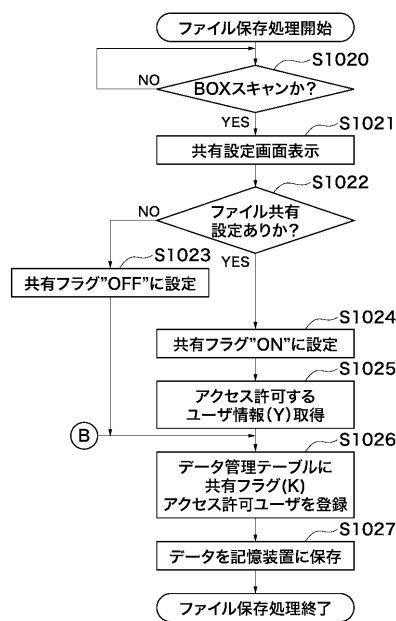 ファイル保存処理開始
S1020
BOXスキャンか?
NO
YES
S1021
共有設定画面表示
S1022
ファイル共有
設定ありか?
NO
YES
S1023
共有フラグ”OFF”に設定
S1024
共有フラグ”ON”に設定
S1025
アクセス許可する
ユーザ情報(Y)取得
B
S1026
データ管理テーブルに
共有フラグ(K)
アクセス許可ユーザを登録
S1027
データを記憶装置に保存
ファイル保存処理終了